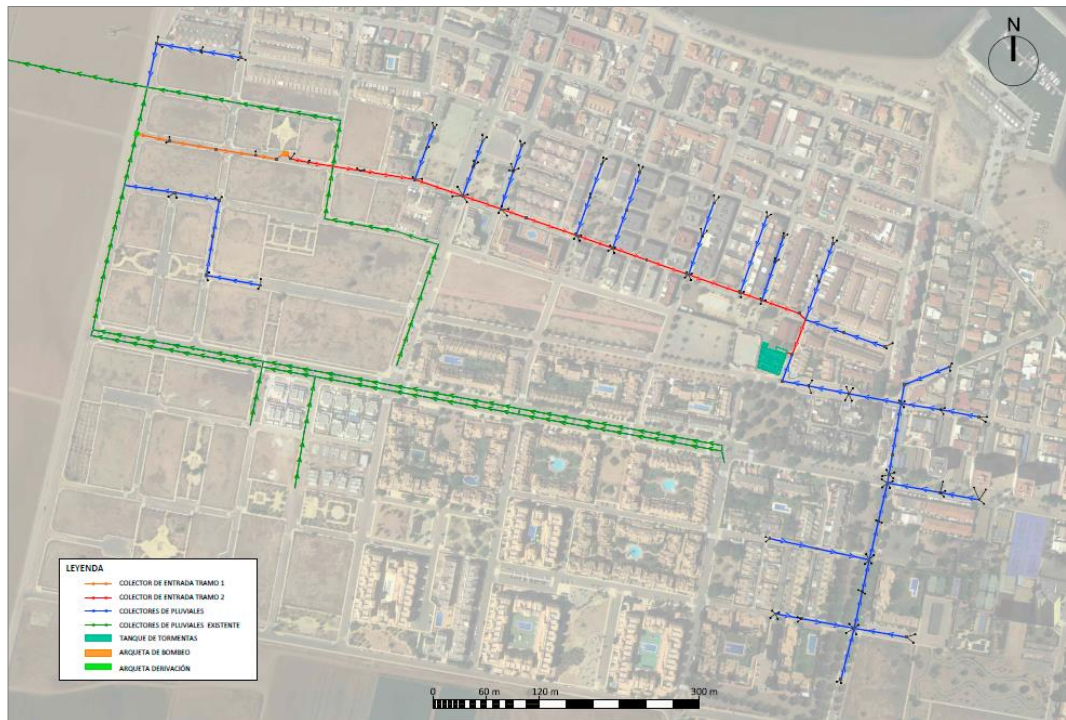 N
LEYENDA
COLECTOR DE ENTRADA TRAMO 1
COLECTOR DE ENTRADA TRAMO 2
COLECTORES DE PLUVIALES
COLECTORES DE PLUVIALES EXISTENTE
TANQUE DE TORMENTAS
ARQUETA DE BOMBEO
ARQUETA DERIVACIÓN
0 60 m 120 m 300 m